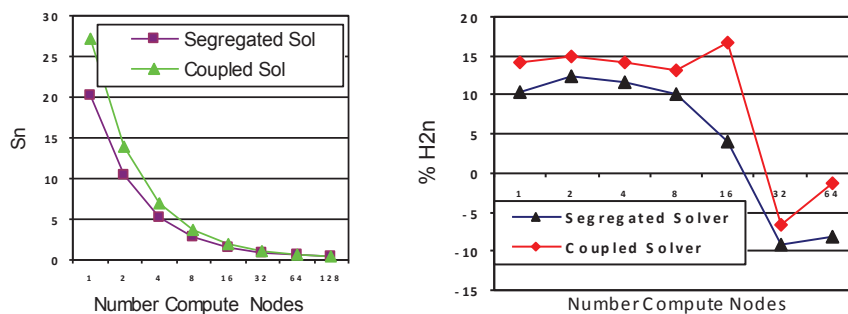 30
25
20
15
10
5
0
Sn
Segregated Sol
Coupled Sol
1 2 4 8 16 32 64 128
Number Compute Nodes
20
15
10
5
0
-5
-10
-15
% H2n
1 2 4 8 16 32 64
Segregated Solver
Coupled Solver
Number Compute Nodes